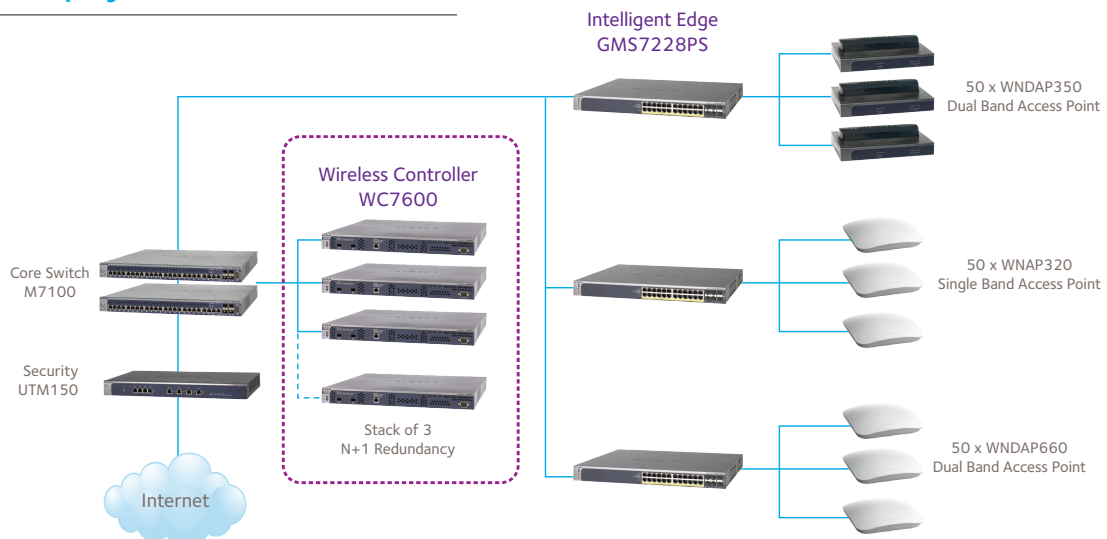 Intelligent Edge
GMS7228PS
50 x WNDAP350
Dual Band Access Point
Wireless Controller
WC7600
Core Switch
M7100
50 x WNAP320
Single Band Access Point
Security
UTM150
Stack of 3
N+1 Redundancy
50 x WNDAP660
Dual Band Access Point
Internet